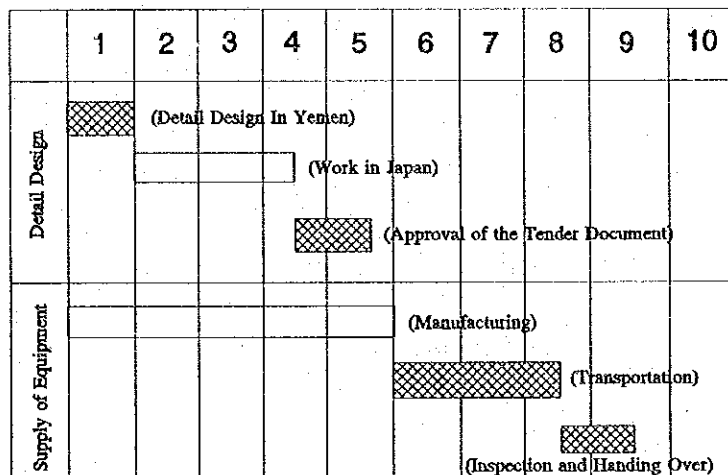 1 2 3 4 5 6 7 8 9 10
Detail Design
(Detail Design In Yemen)
(Work in Japan)
(Approval of the Tender Document)
Supply of Equipment
(Manufacturing)
(Transportation)
(Inspection and Handing Over)